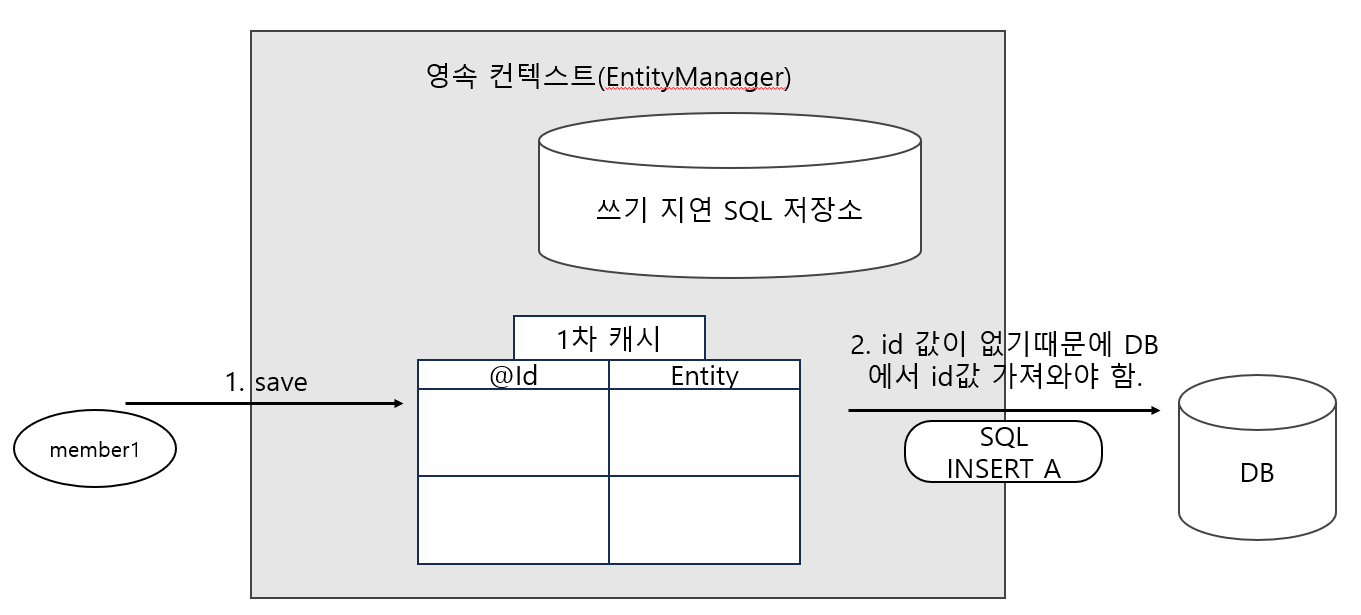 영속 컨텍스트(EntityManager)
쓰기 지연 SQL 저장소
1차 캐시
@Id
Entity
1. save
member1
2. id 값이 없기때문에 DB
에서 id값 가져와야 함.
SQL
INSERT A
DB